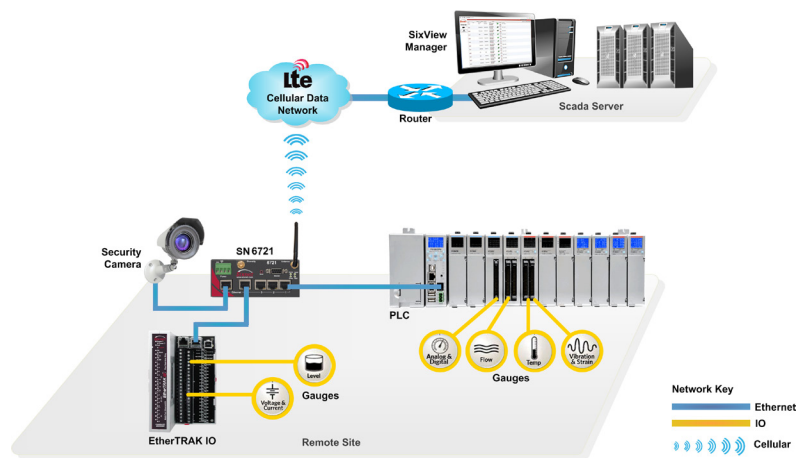 SixView
Manager
Lte
Cellular Data
Network
Router
Scada Server
SN 6721
6721
Security
Camera
PLC
Analog &
Digital
Flow
Temp
Vibration
& Strain
Gauges
Level
Gauges
Voltage &
Current
EtherTRAK IO
Remote Site
Network Key
Ethernet
IO
Cellular